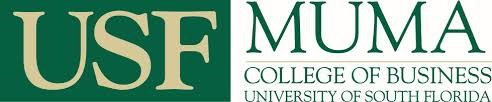 USF
MUMA
COLLEGE OF BUSINESS
UNIVERSITY OF SOUTH FLORIDA